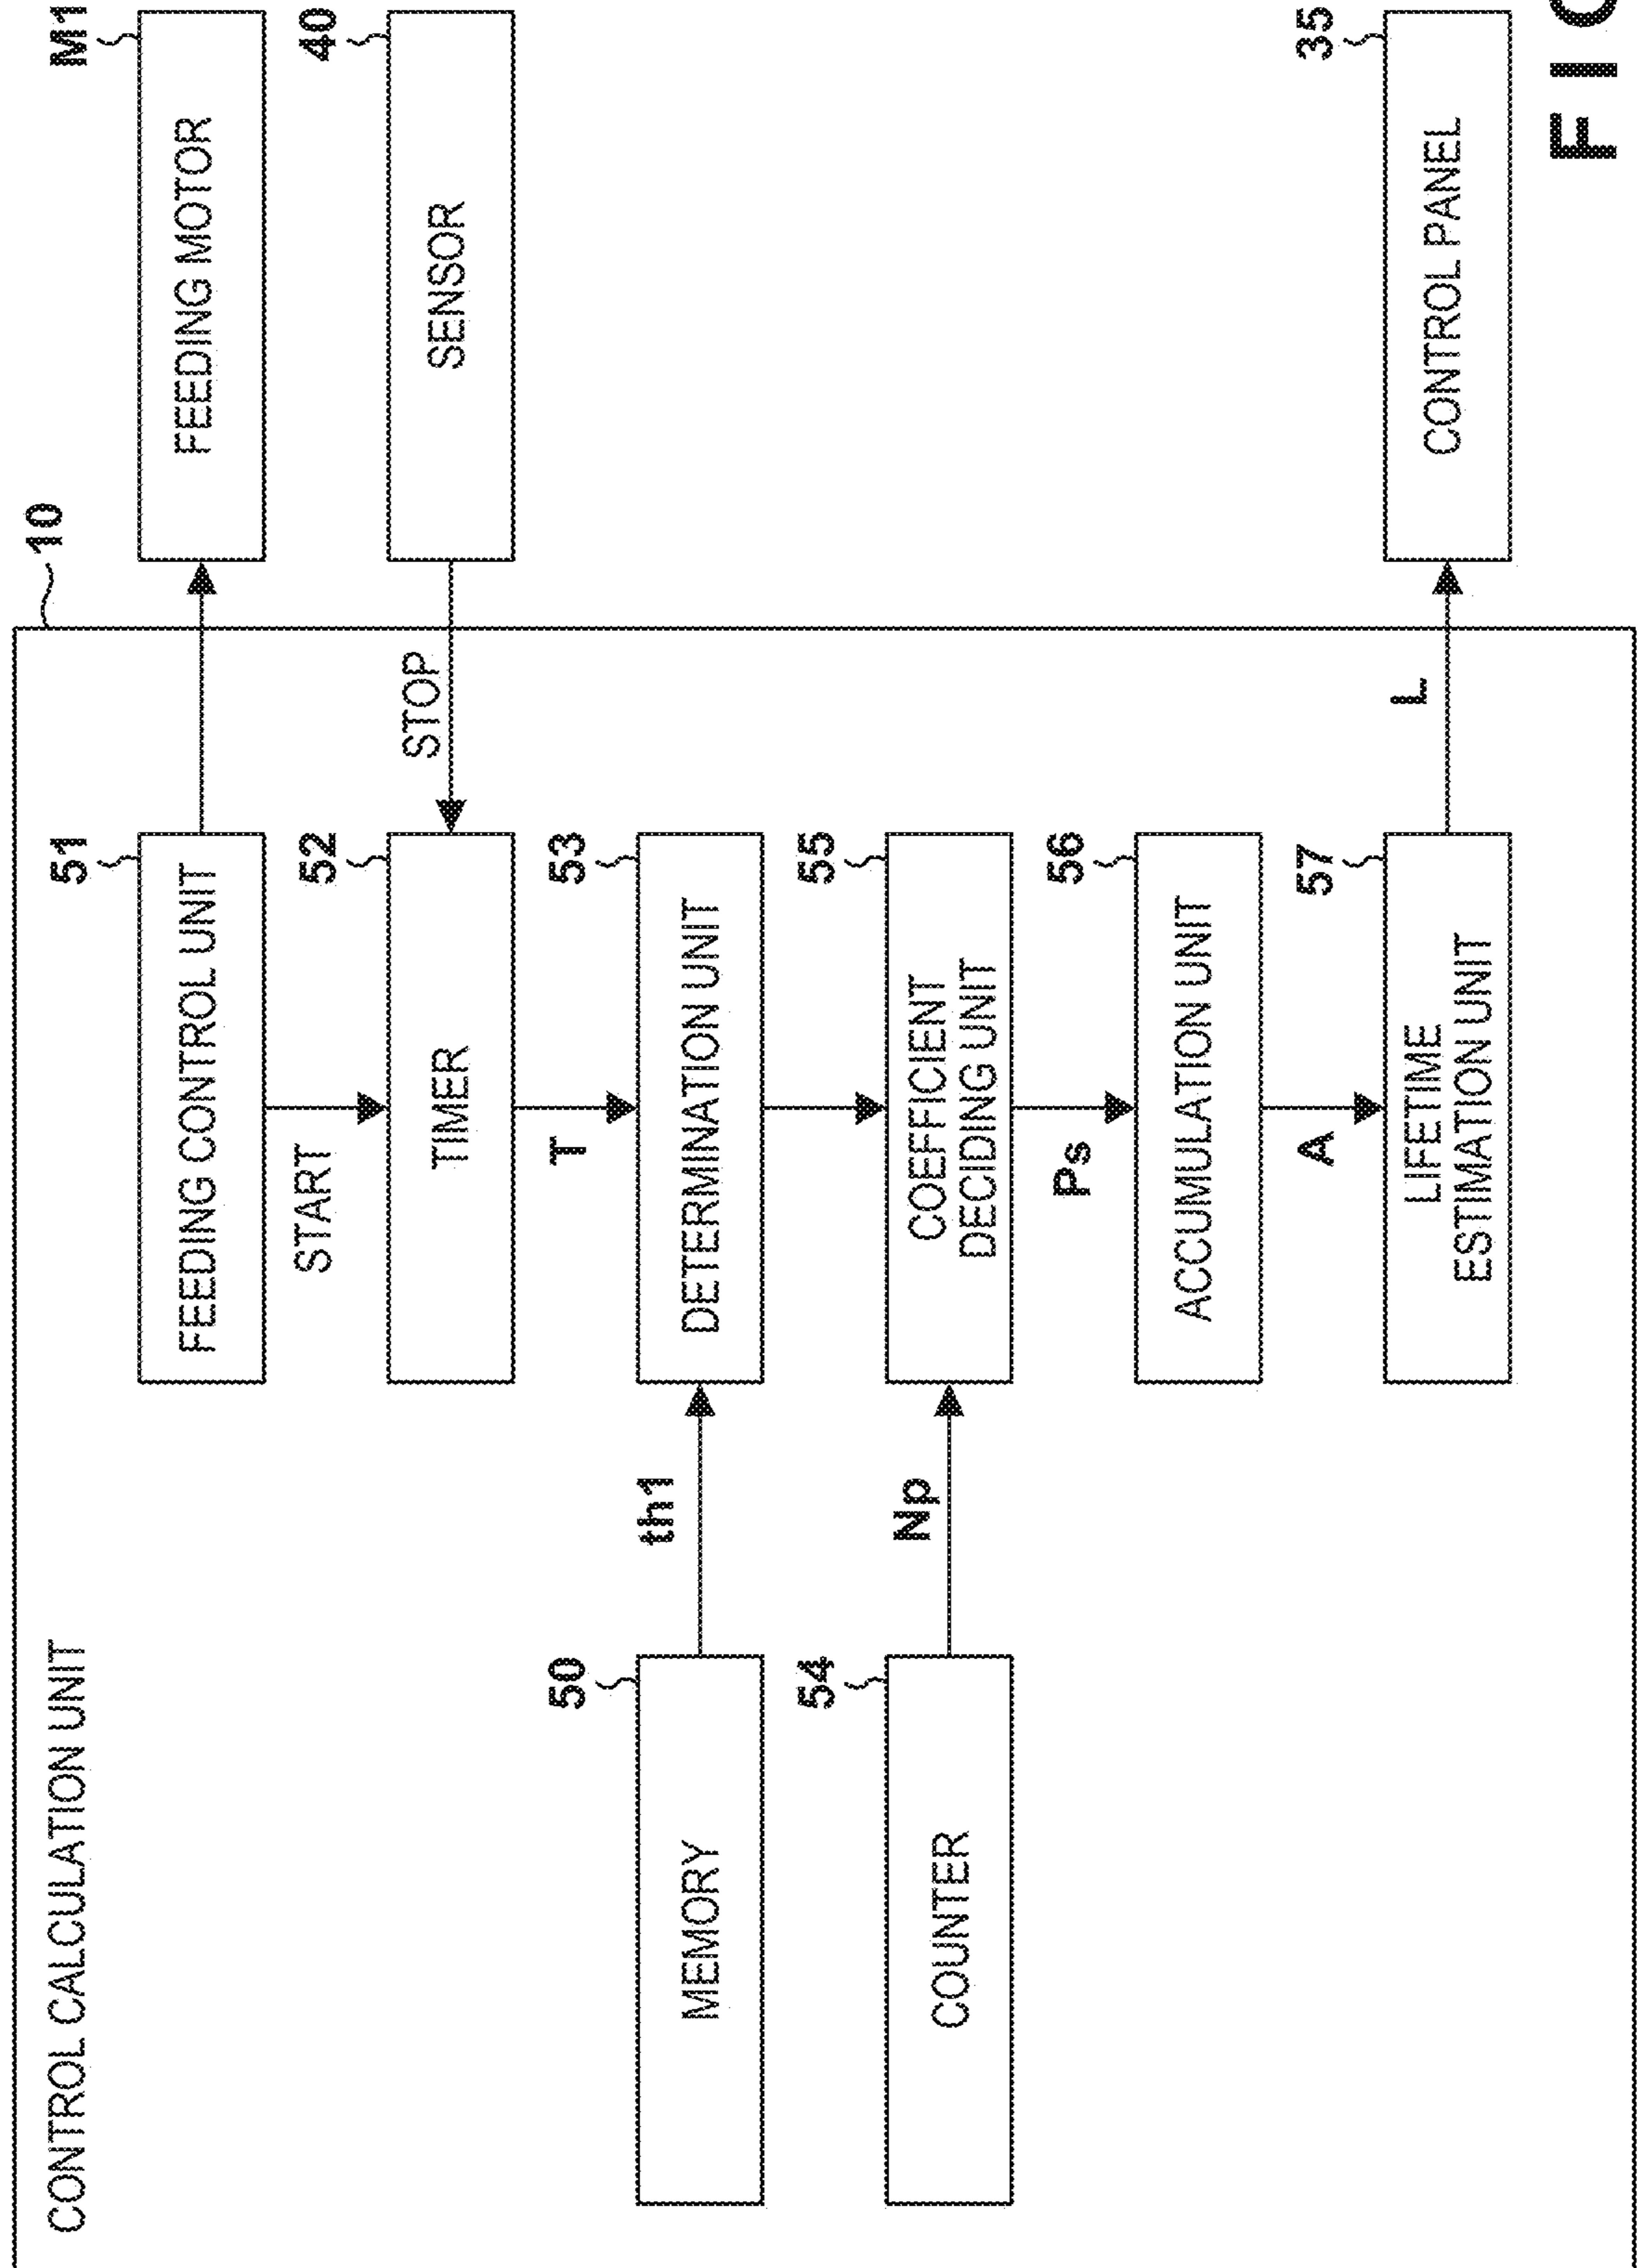 CONTROL CALCULATION UNIT
10
51
FEEDING CONTROL UNIT
M1
FEEDING MOTOR
START
STOP
52
TIMER
40
SENSOR
T
50
MEMORY
th1
53
DETERMINATION UNIT
54
COUNTER
Np
55
COEFFICIENT
DECIDING UNIT
Ps
56
ACCUMULATION UNIT
A
57
LIFETIME
ESTIMATION UNIT
L
35
CONTROL PANEL